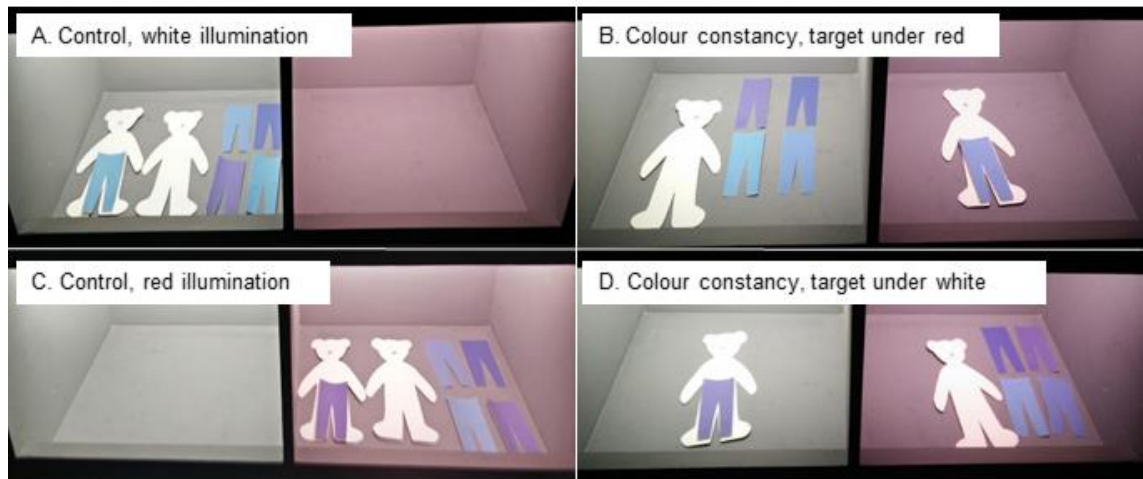 A. Control, white illumination
B. Colour constancy, target under red
C. Control, red illumination
D. Colour constancy, target under white